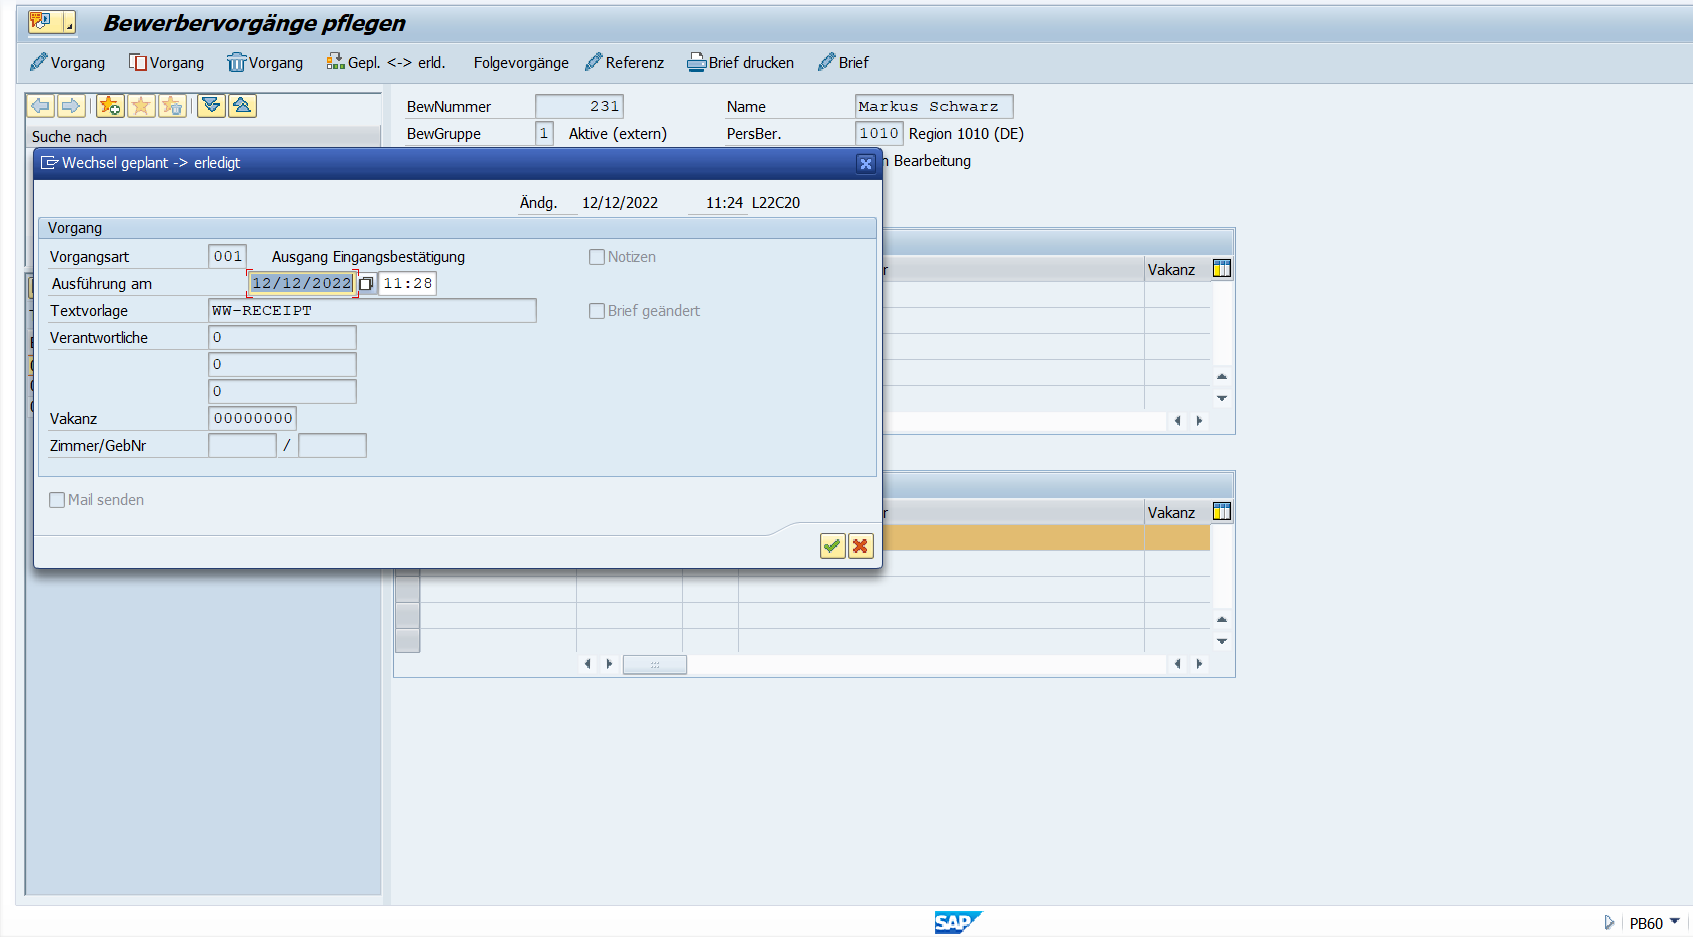 Bewerbervorgänge pflegen
Vorgang Vorgang Vorgang Gepl. <-> erld. Folgevorgänge Referenz Brief drucken Brief
Suche nach
BewNummer 231 Name Markus Schwarz
BewGruppe 1 Aktive (extern) PersBer. 1010 Region 1010 (DE)
Bearbeitung
Wechsel geplant -> erledigt
Ändg. 12/12/2022 11:24 L22C20
Vorgang
Vorgangsart 001 Ausgang Eingangsbestätigung Notizen
Ausführung am 12/12/2022 11:28
Textvorlage WW-RECEIPT Brief geändert
Verantwortliche 0
0
0
Vakanz 00000000
Zimmer/GebNr /
Mail senden
Vakanz
Vakanz
SAP
PB60